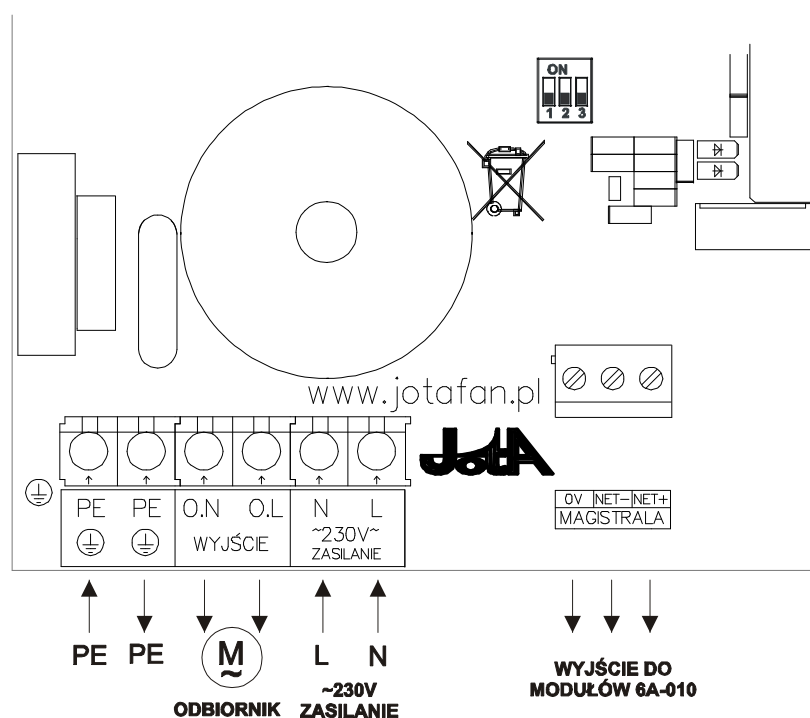 ON
1 2 3
www.jotafan.pl
JotA
PE PE O.N O.L N L
WYJŚCIE
~230V~
ZASILANIE
0V NET- NET+
MAGISTRALA
PE PE M ~ L N
ODBIORNIK
~230V
ZASILANIE
WYJŚCIE DO
MODUŁÓW 6A-010